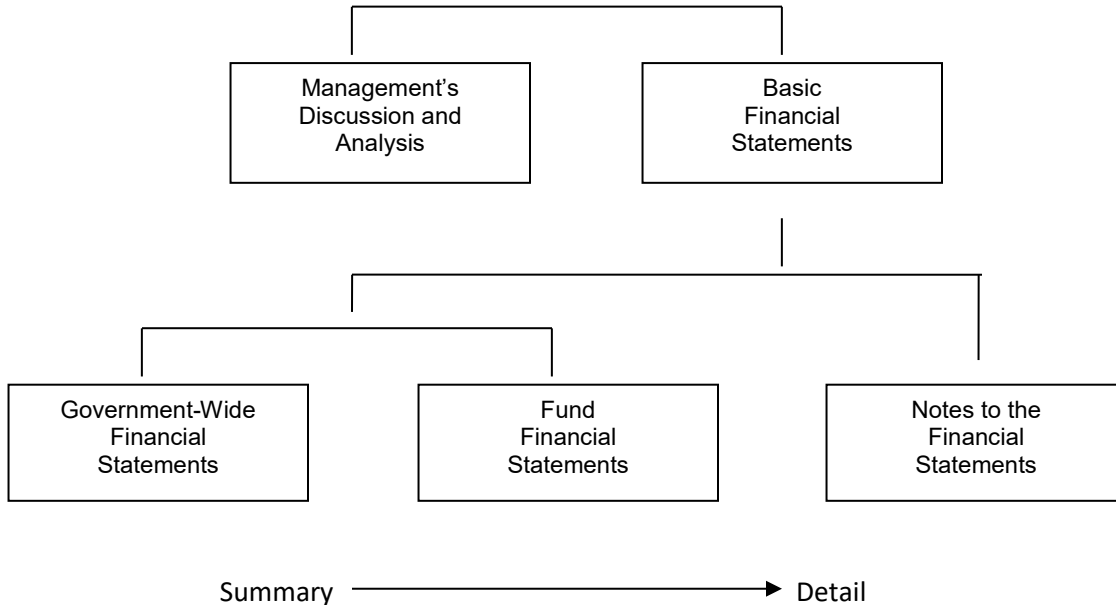 Management’s
Discussion and
Analysis
Basic
Financial
Statements
Government-Wide
Financial
Statements
Fund
Financial
Statements
Notes to the
Financial
Statements
Summary
Detail